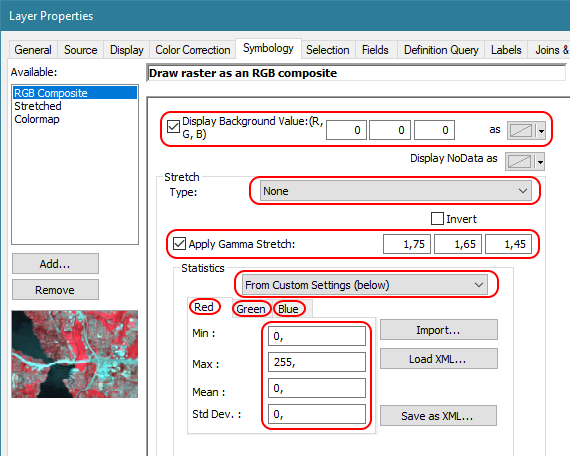 Layer Properties
General Source Display Color Correction Symbology Selection Fields Definition Query Labels Joins &
Available:
Draw raster as an RGB composite
RGB Composite
Stretched
Colormap
Display Background Value:(R,
G, B) 0 0 0 as
Display NoData as
Stretch
Type: None
Invert
Apply Gamma Stretch: 1,75 1,65 1,45
Add...
Remove
Statistics
From Custom Settings (below)
Red Green Blue
Min : 0, Import...
Max : 255, Load XML...
Mean : 0,
Std Dev. : 0, Save as XML...